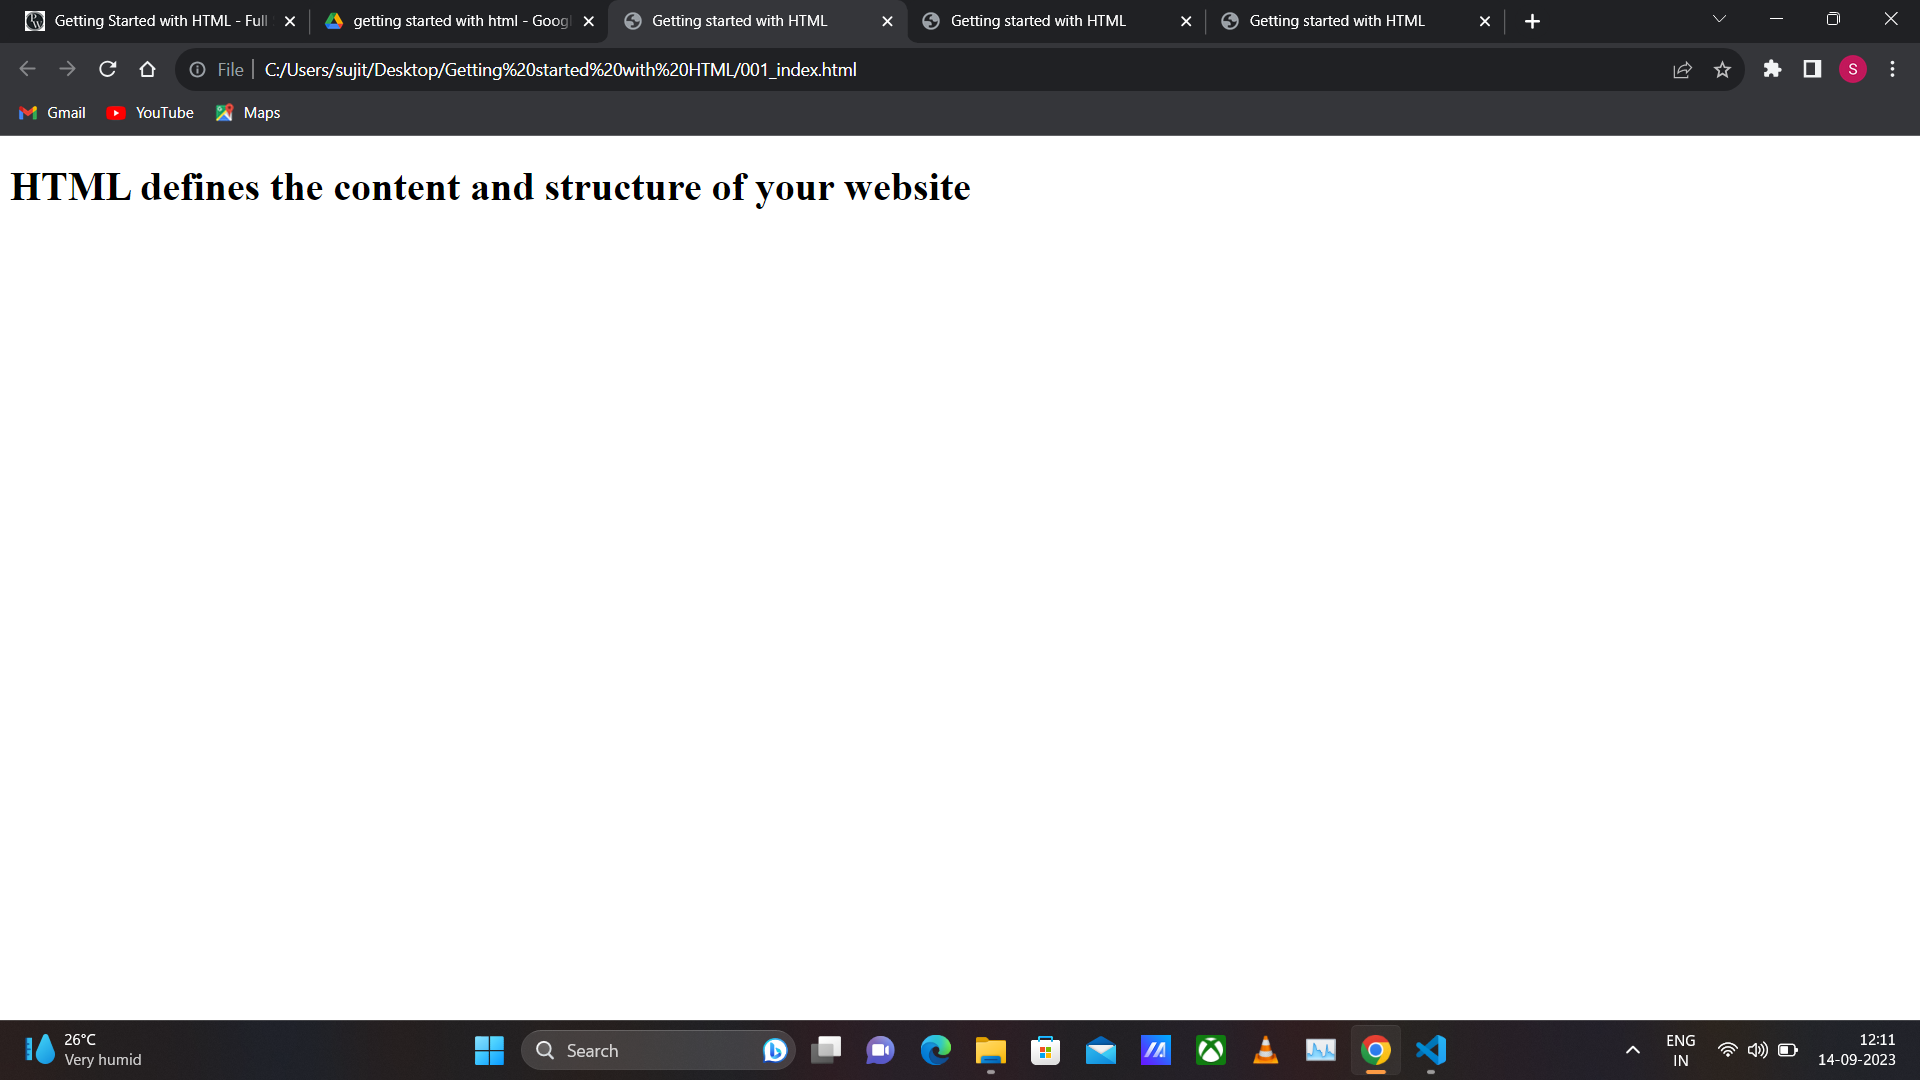 Getting Started with HTML - Full
getting started with html - Googl
Getting started with HTML
Getting started with HTML
Getting started with HTML
File
C:/Users/sujit/Desktop/Getting%20started%20with%20HTML/001_index.html
S
Gmail
YouTube
Maps
HTML defines the content and structure of your website
26°C
Very humid
Search
ENG
IN
12:11
14-09-2023